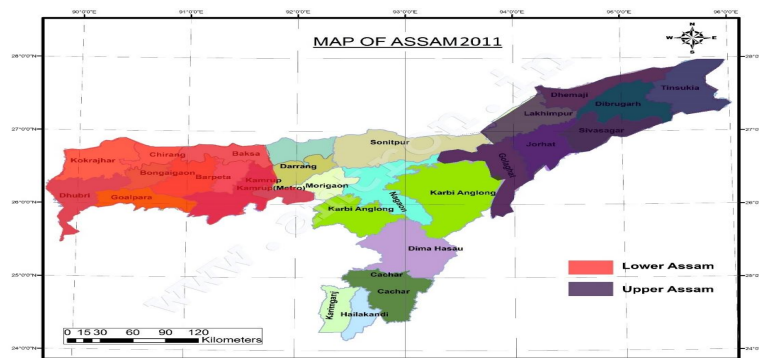 90°0'0"E 91°0'0"E 92°0'0"E 93°0'0"E 94°0'0"E 95°0'0"E 96°0'0"E
MAP OF ASSAM 2011
N
W E
S
28°0'0"N
27°0'0"N
26°0'0"N
25°0'0"N
24°0'0"N
Tinsukia
Dhemaji
Dibrugarh
Lakhimpur
Sivasagar
Jorhat
Golaghat
Sonitpur
Kokrajhar
Chirang
Baksa
Darrang
Bongaigaon
Barpeta
Kamrup
Kamrup(Metro)
Morigaon
Dhubri
Goalpara
Nagaon
Karbi Anglong
Karbi Anglong
Dima Hasau
Cachar
Cachar
Karimganj
Hailakandi
Lower Assam
Upper Assam
0 15 30 60 90 120
Kilometers